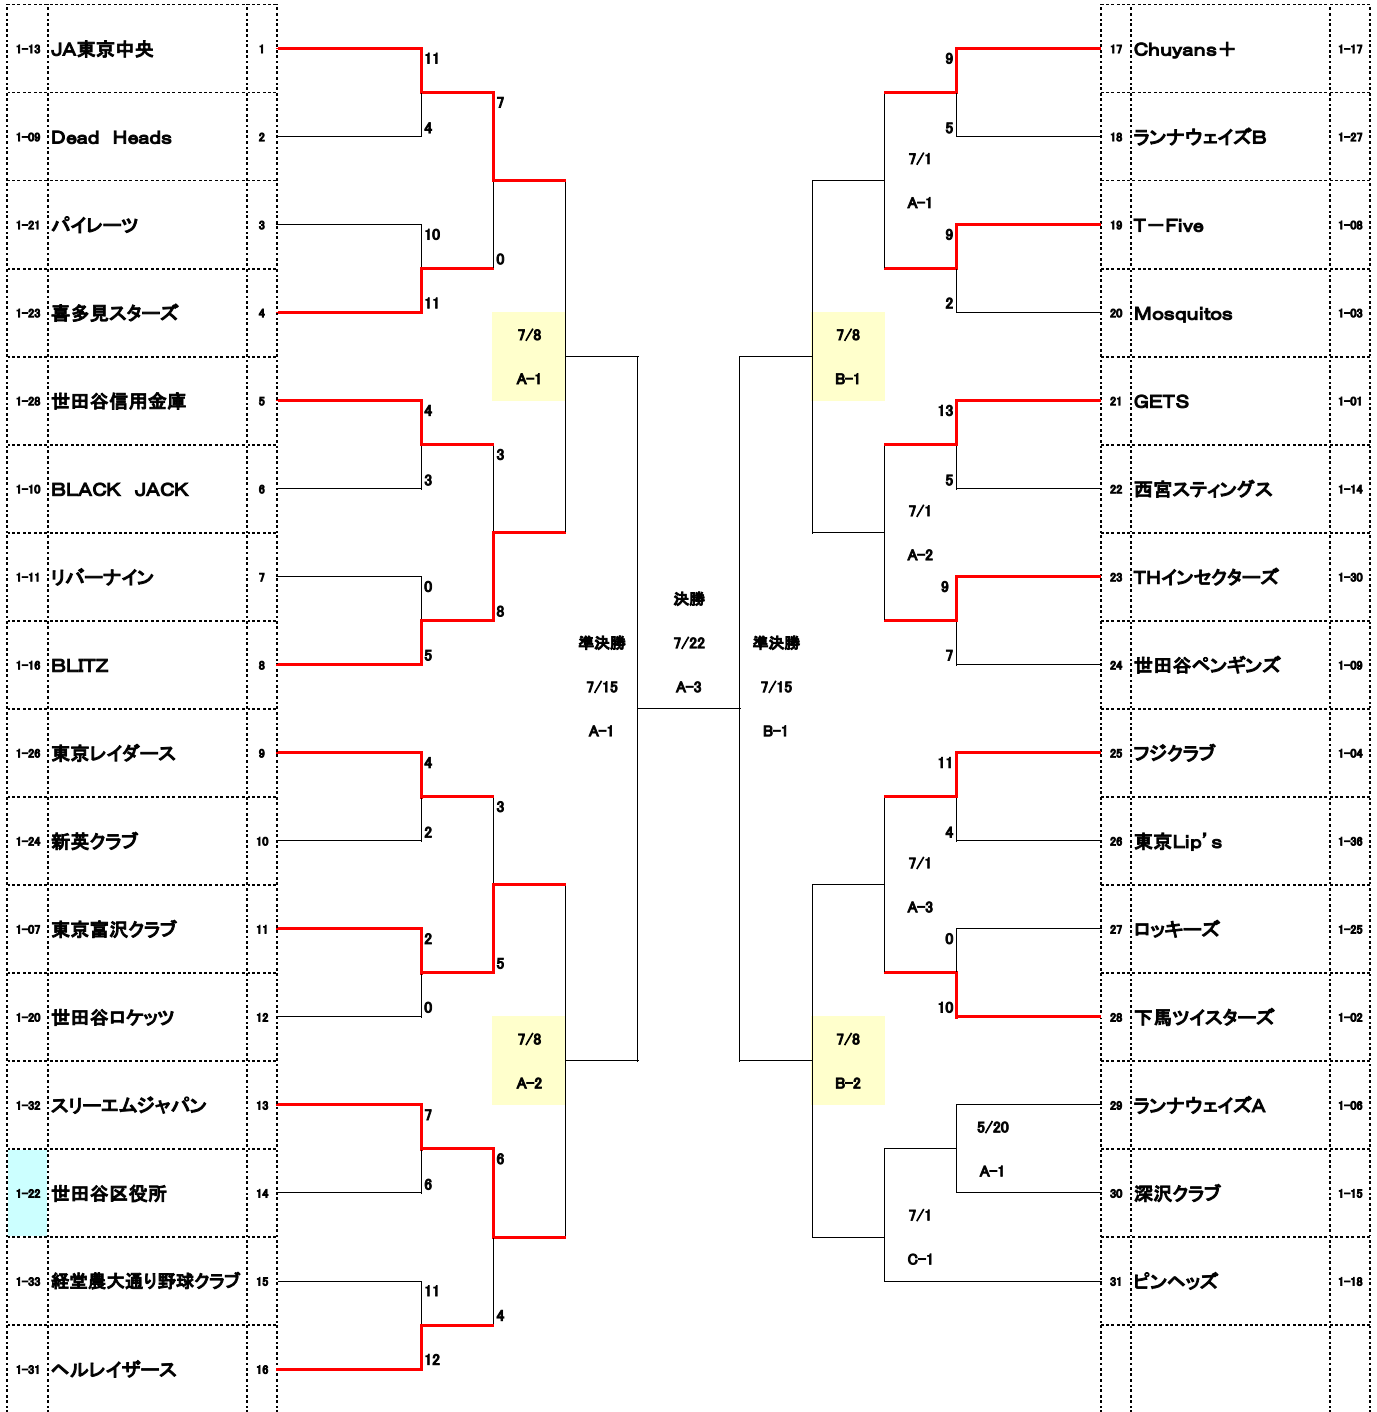 1-13 JA東京中央 1
11
7
1-09 Dead Heads 2
4
1-21 パイレーツ 3
10
0
1-23 喜多見スターズ 4
11
7/8
A-1
1-28 世田谷信用金庫 5
4
3
1-10 BLACK JACK 6
3
1-11 リバーナイン 7
0
8
1-16 BLITZ 8
5
準決勝
7/15
A-1
1-26 東京レイダース 9
4
3
1-24 新英クラブ 10
2
1-07 東京富沢クラブ 11
2
5
1-20 世田谷ロケッツ 12
0
7/8
A-2
1-32 スリーエムジャパン 13
7
6
1-22 世田谷区役所 14
6
1-33 経堂農大通り野球クラブ 15
11
4
1-31 ヘルレイザース 16
12
決勝
7/22
A-3
9
17 Chuyans＋ 1-17
5
18 ランナウェイズB 1-27
7/1
A-1
9
19 T－Five 1-08
2
20 Mosquitos 1-03
7/8
B-1
13
21 GETS 1-01
5
22 西宮スティングス 1-14
7/1
A-2
9
23 THインセクターズ 1-30
7
24 世田谷ペンギンズ 1-09
準決勝
7/15
B-1
11
25 フジクラブ 1-04
4
26 東京Lip's 1-36
7/1
A-3
0
27 ロッキーズ 1-25
10
28 下馬ツイスターズ 1-02
7/8
B-2
29 ランナウェイズA 1-06
5/20
A-1
30 深沢クラブ 1-15
7/1
C-1
31 ピンヘッズ 1-18